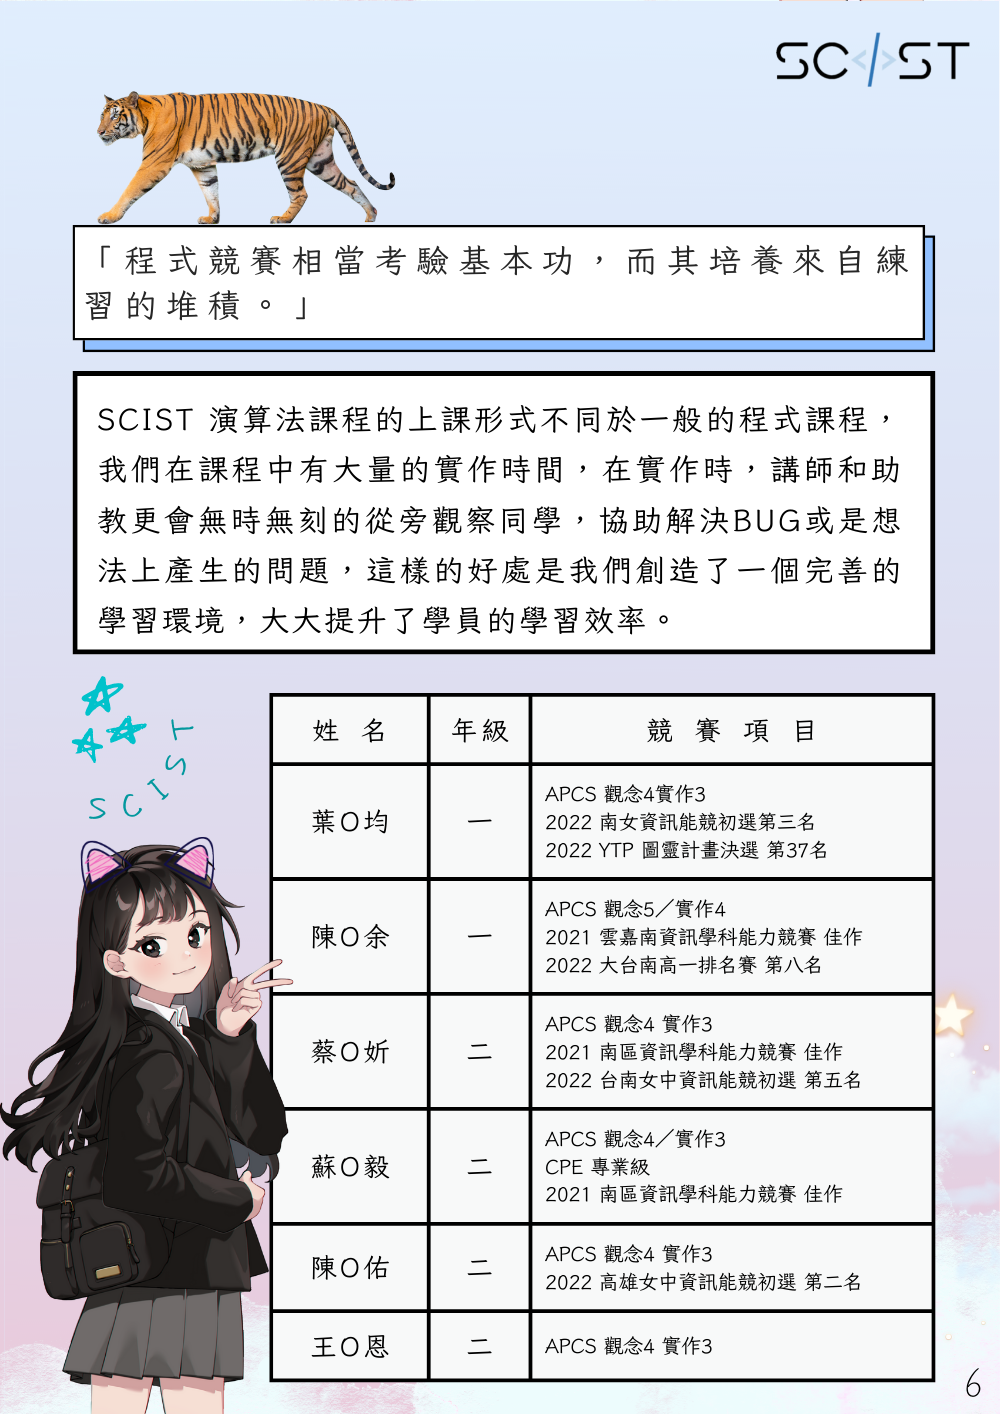 SC</>ST
「程式競賽相當考驗基本功，而其培養來自練
習的堆積。」
SCIST 演算法課程的上課形式不同於一般的程式課程，
我們在課程中有大量的實作時間，在實作時，講師和助
教更會無時無刻的從旁觀察同學，協助解決BUG或是想
法上產生的問題，這樣的好處是我們創造了一個完善的
學習環境，大大提升了學員的學習效率。
SCIST
姓名 年級 競賽項目
葉O均 一
APCS 觀念4實作3
2022 南女資訊能競初選第三名
2022 YTP 圖靈計畫決選 第37名
陳O余 一
APCS 觀念5／實作4
2021 雲嘉南資訊學科能力競賽 佳作
2022 大台南高一排名賽 第八名
蔡O妡 二
APCS 觀念4 實作3
2021 南區資訊學科能力競賽 佳作
2022 台南女中資訊能競初選 第五名
蘇O毅 二
APCS 觀念4／實作3
CPE 專業級
2021 南區資訊學科能力競賽 佳作
陳O佑 二
APCS 觀念4 實作3
2022 高雄女中資訊能競初選 第二名
王O恩 二
APCS 觀念4 實作3
6